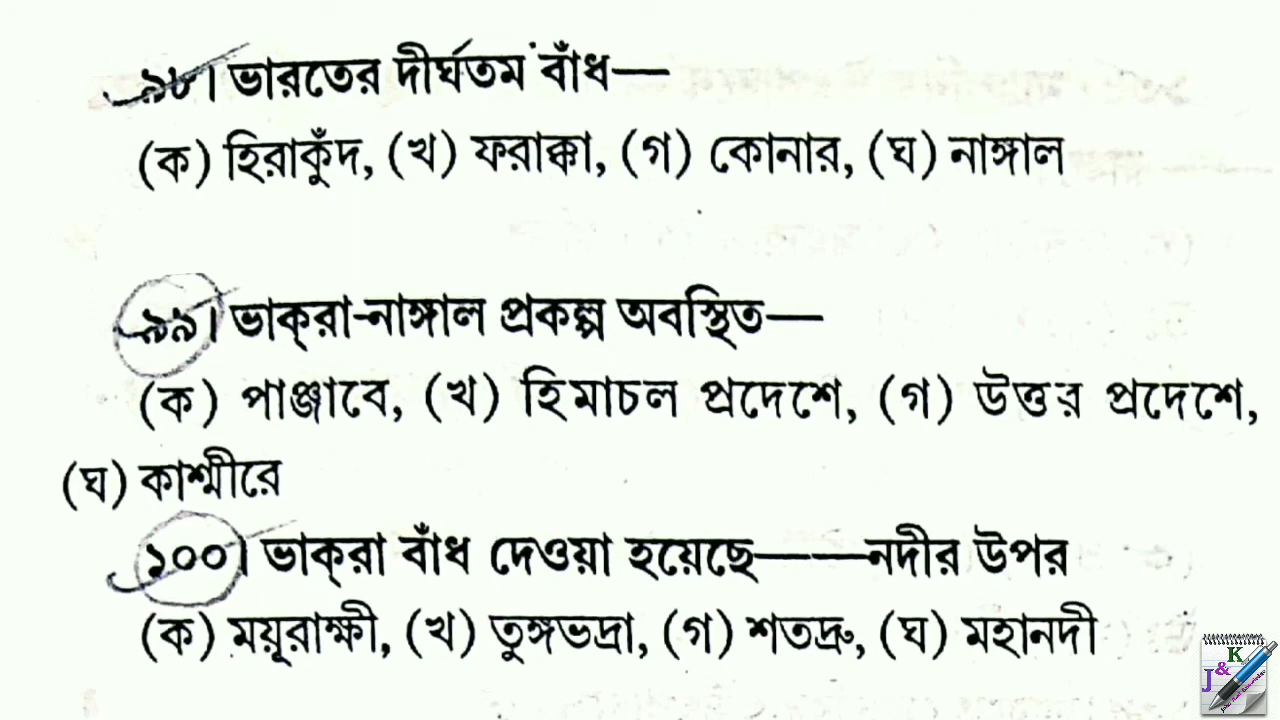 ৯৮। ভারতের দীর্ঘতম বাঁধ—
(ক) হিরাকুঁদ, (খ) ফরাক্কা, (গ) কোনার, (ঘ) নাঙ্গাল
৯৯। ভাক্‌রা-নাঙ্গাল প্রকল্প অবস্থিত—
(ক) পাঞ্জাবে, (খ) হিমাচল প্রদেশে, (গ) উত্তর প্রদেশে,
(ঘ) কাশ্মীরে
১০০। ভাক্‌রা বাঁধ দেওয়া হয়েছে———নদীর উপর
(ক) ময়ূরাক্ষী, (খ) তুঙ্গভদ্রা, (গ) শতদ্রু, (ঘ) মহানদী
J&K